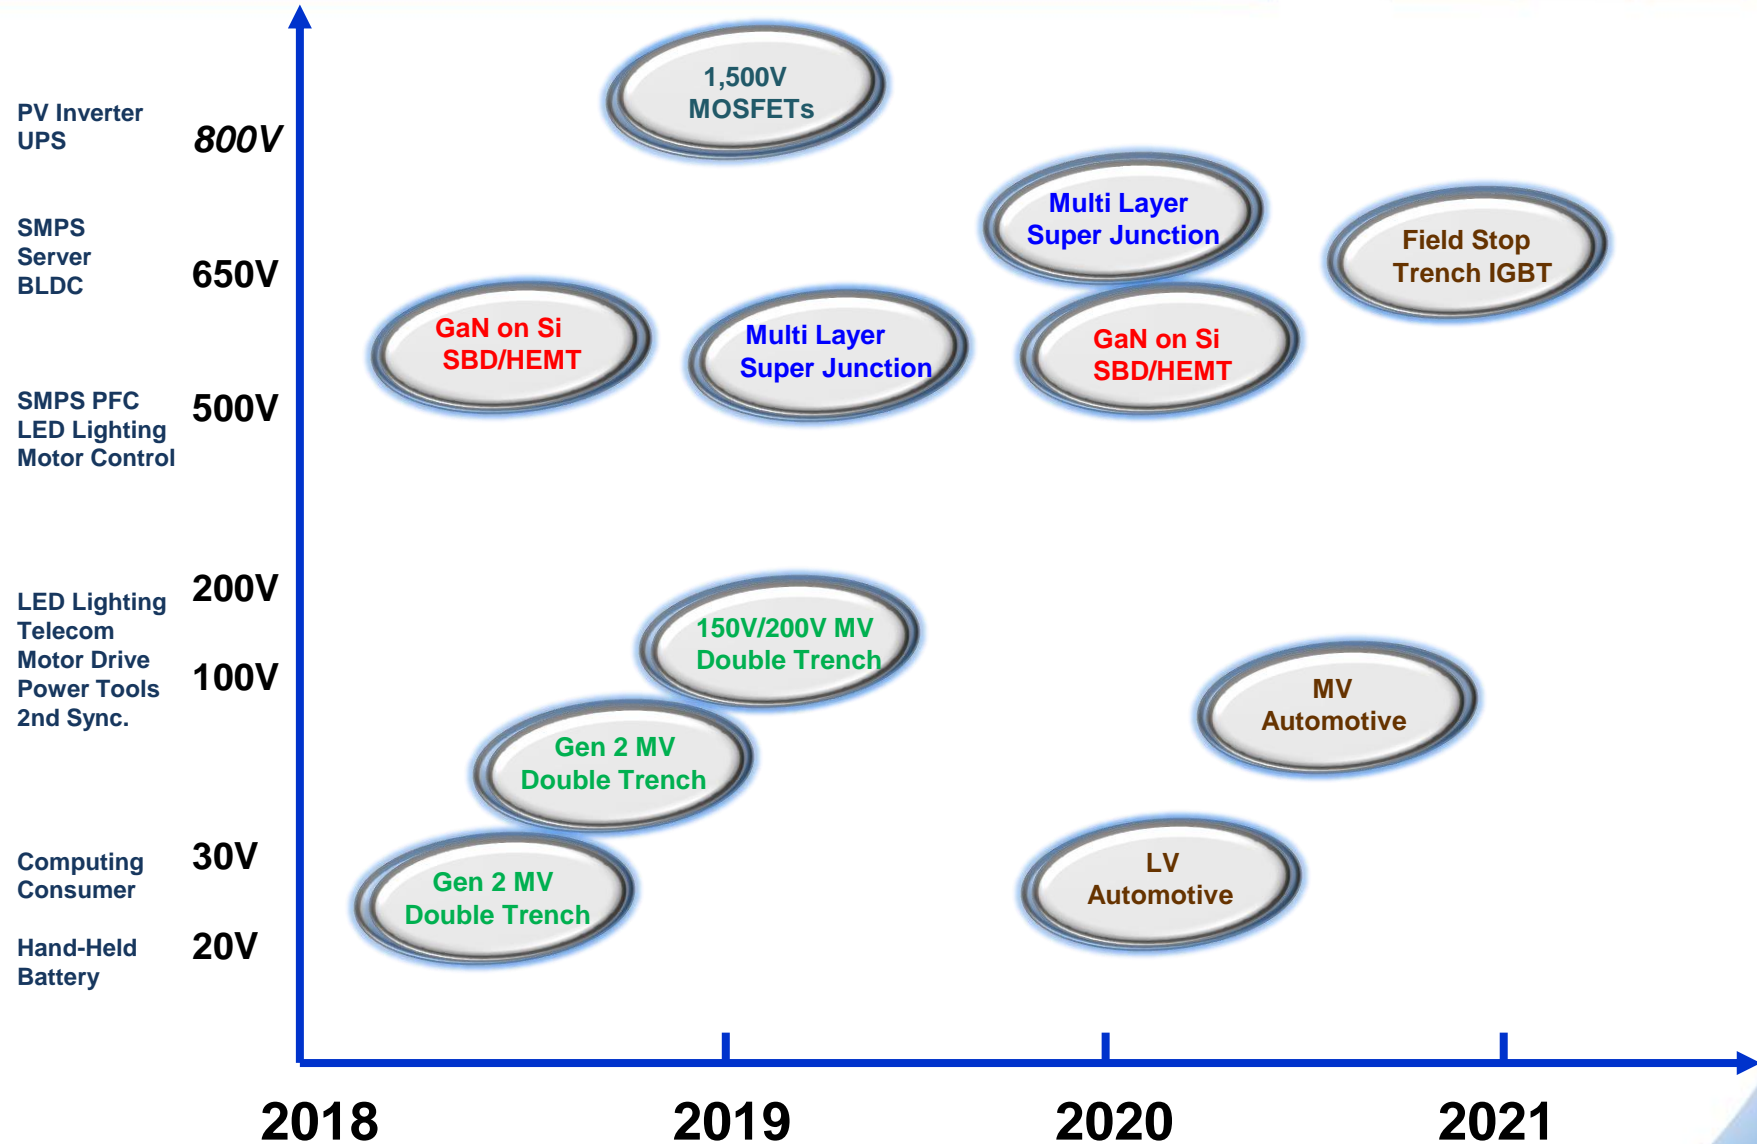 PV Inverter
UPS
800V
SMPS
Server
BLDC
650V
SMPS PFC
LED Lighting
Motor Control
500V
LED Lighting
Telecom
Motor Drive
Power Tools
2nd Sync.
200V
100V
Computing
Consumer
30V
Hand-Held
Battery
20V
1,500V
MOSFETs
Multi Layer
Super Junction
Field Stop
Trench IGBT
GaN on Si
SBD/HEMT
Multi Layer
Super Junction
GaN on Si
SBD/HEMT
150V/200V MV
Double Trench
MV
Automotive
Gen 2 MV
Double Trench
Gen 2 MV
Double Trench
LV
Automotive
2018
2019
2020
2021